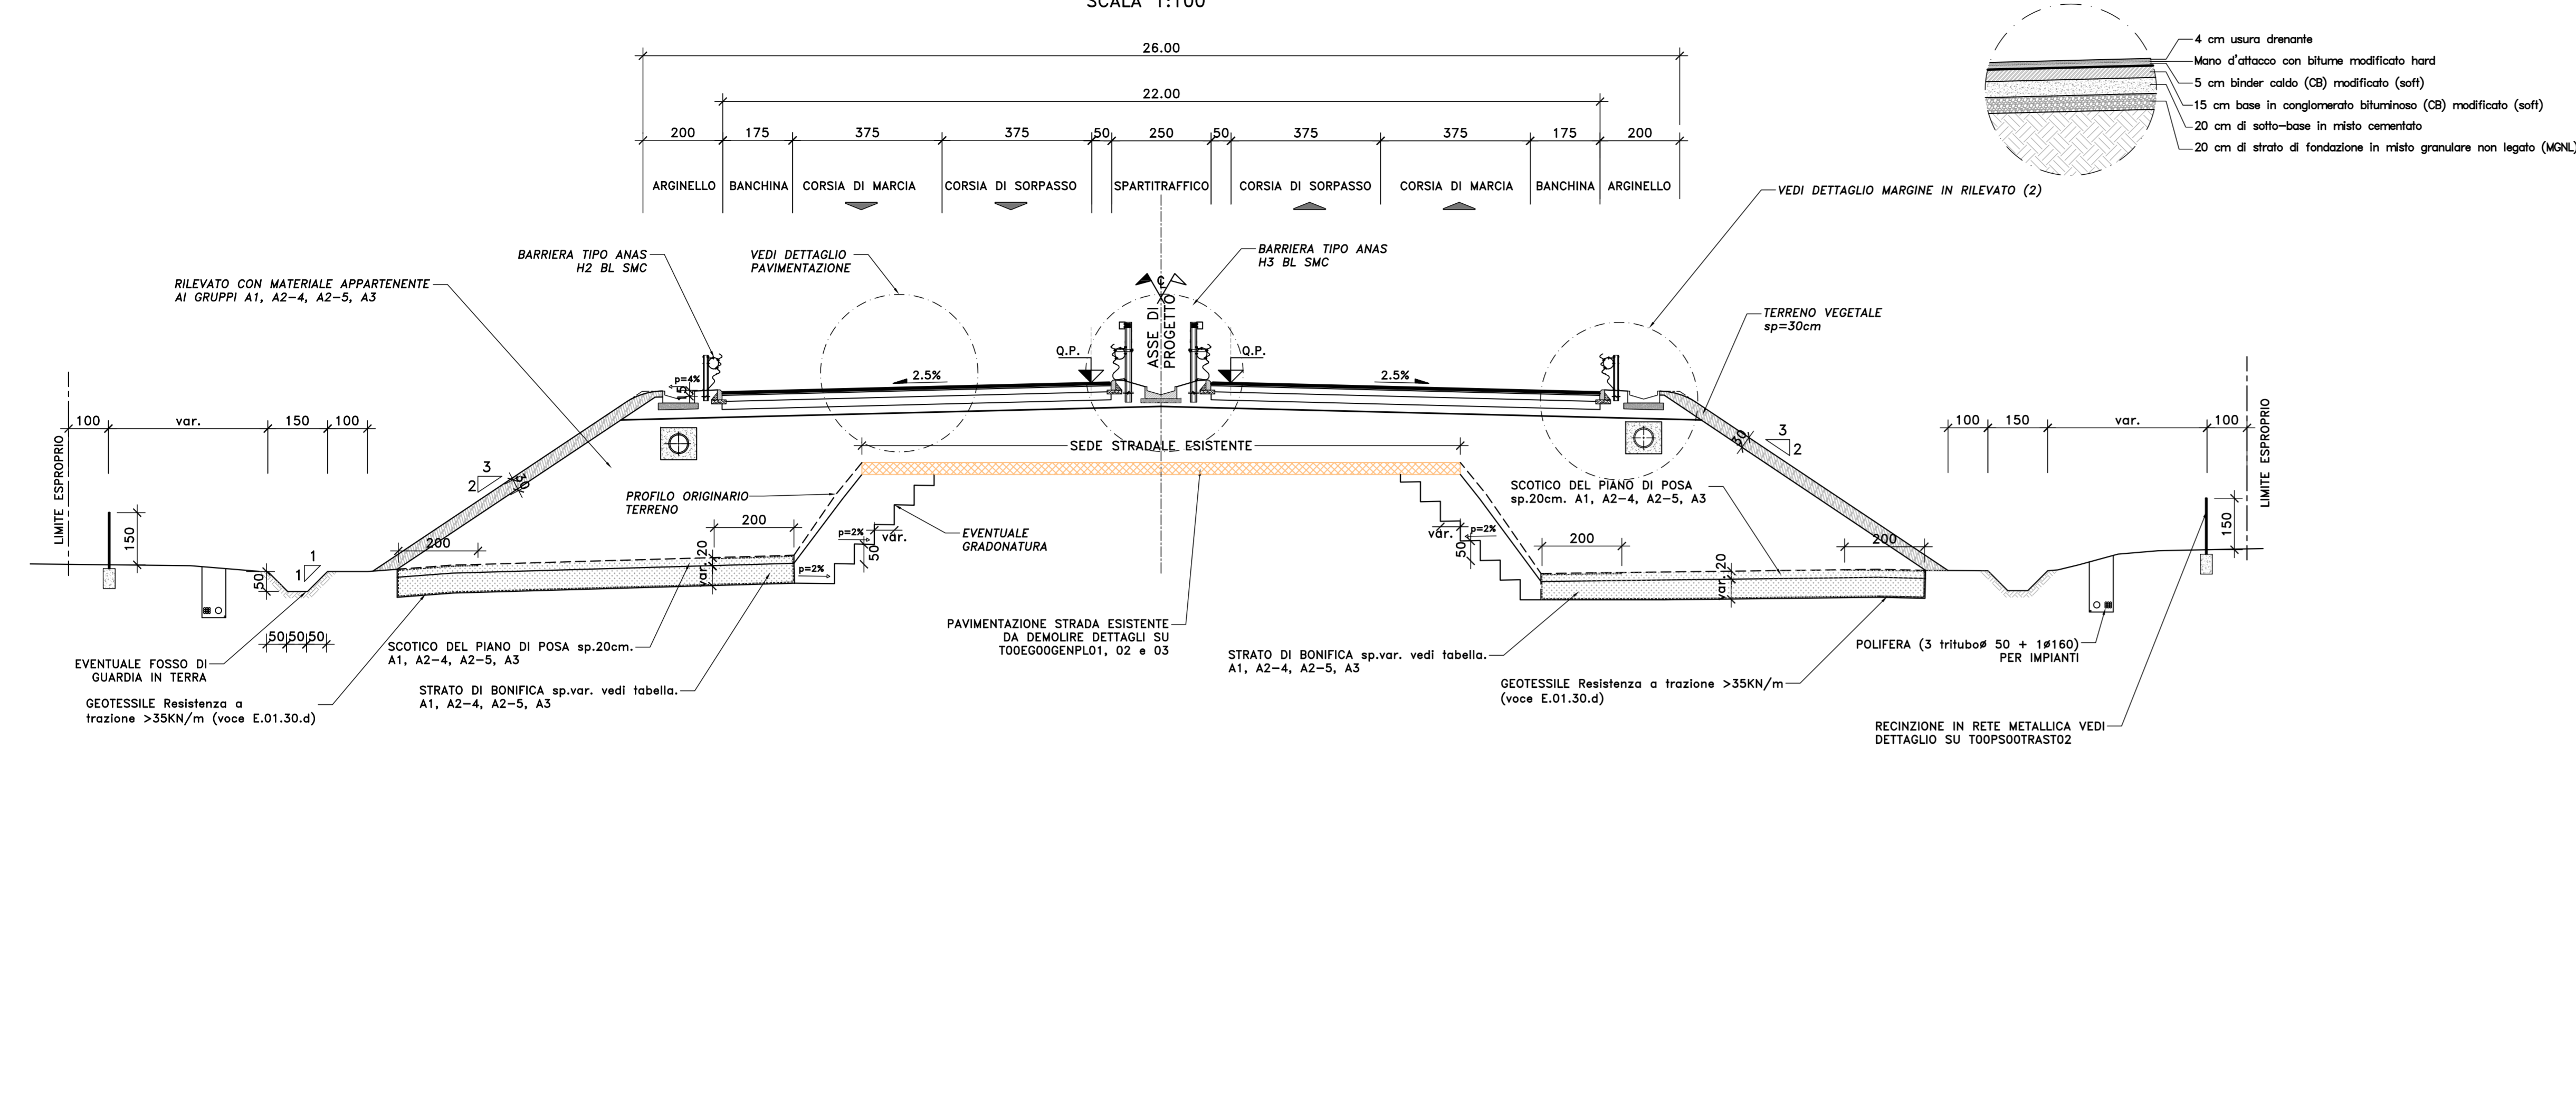 SCALA 1:100
26.00
22.00
200 175 375 375 50 250 50 375 375 175 200
ARGINELLO BANCHINA CORSIA DI MARCIA CORSIA DI SORPASSO SPARTITRAFFICO CORSIA DI SORPASSO CORSIA DI MARCIA BANCHINA ARGINELLO
4 cm usura drenante
Mano d'attacco con bitume modificato hard
5 cm binder caldo (CB) modificato (soft)
15 cm base in conglomerato bituminoso (CB) modificato (soft)
20 cm di sotto-base in misto cementato
20 cm di strato di fondazione in misto granulare non legato (MGNL)
VEDI DETTAGLIO MARGINE IN RILEVATO (2)
BARRIERA TIPO ANAS
H2 BL SMC
VEDI DETTAGLIO
PAVIMENTAZIONE
BARRIERA TIPO ANAS
H3 BL SMC
RILEVATO CON MATERIALE APPARTENENTE
AI GRUPPI A1, A2-4, A2-5, A3
TERRENO VEGETALE
sp=30cm
ASSE DI
PROGETTO
Q.P.
Q.P.
p=4%
15
2.5%
2.5%
LIMITE ESPROPRIO
100 var. 150 100
100 150 var. 100
LIMITE ESPROPRIO
SEDE STRADALE ESISTENTE
3
2
30
30
3
2
PROFILO ORIGINARIO
TERRENO
SCOTICO DEL PIANO DI POSA
sp.20cm. A1, A2-4, A2-5, A3
150
200
200
20
var.
p=2%
p=2%
var.
50
EVENTUALE
GRADONATURA
var.
p=2%
50
200
200
20
var.
150
50
1
1
50 50 50
EVENTUALE FOSSO DI
GUARDIA IN TERRA
SCOTICO DEL PIANO DI POSA sp.20cm.
A1, A2-4, A2-5, A3
GEOTESSILE Resistenza a
trazione >35KN/m (voce E.01.30.d)
STRATO DI BONIFICA sp.var. vedi tabella.
A1, A2-4, A2-5, A3
PAVIMENTAZIONE STRADA ESISTENTE
DA DEMOLIRE DETTAGLI SU
T00EG00GENPL01, 02 e 03
STRATO DI BONIFICA sp.var. vedi tabella.
A1, A2-4, A2-5, A3
GEOTESSILE Resistenza a trazione >35KN/m
(voce E.01.30.d)
POLIFERA (3 tritubo⌀ 50 + 1⌀160)
PER IMPIANTI
RECINZIONE IN RETE METALLICA VEDI
DETTAGLIO SU T00PS00TRAST02